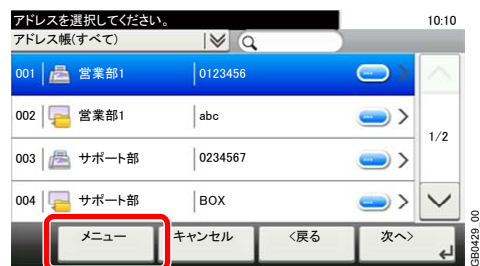 アドレスを選択してください。 10:10
アドレス帳(すべて)
001 営業部1 0123456
002 営業部1 abc
1/2
003 サポート部 0234567
004 サポート部 BOX
メニュー キャンセル <戻る 次へ>
GB0429_00